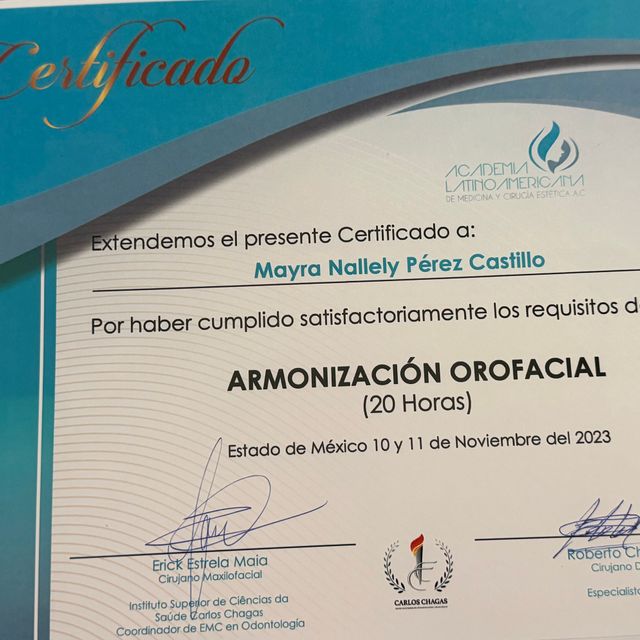 Certificado
ACADEMIA
LATINOAMERICANA
DE MEDICINA Y CIRUGÍA ESTÉTICA A.C
Extendemos el presente Certificado a:
Mayra Nallely Pérez Castillo
Por haber cumplido satisfactoriamente los requisitos d
ARMONIZACIÓN OROFACIAL
(20 Horas)
Estado de México 10 y 11 de Noviembre del 2023
Erick Estrela Maia
Cirujano Maxilofacial
Instituto Superior de Ciências da
Saúde Carlos Chagas
Coordinador de EMC en Odontología
CARLOS CHAGAS
Roberto Ch
Cirujano D
Especialist